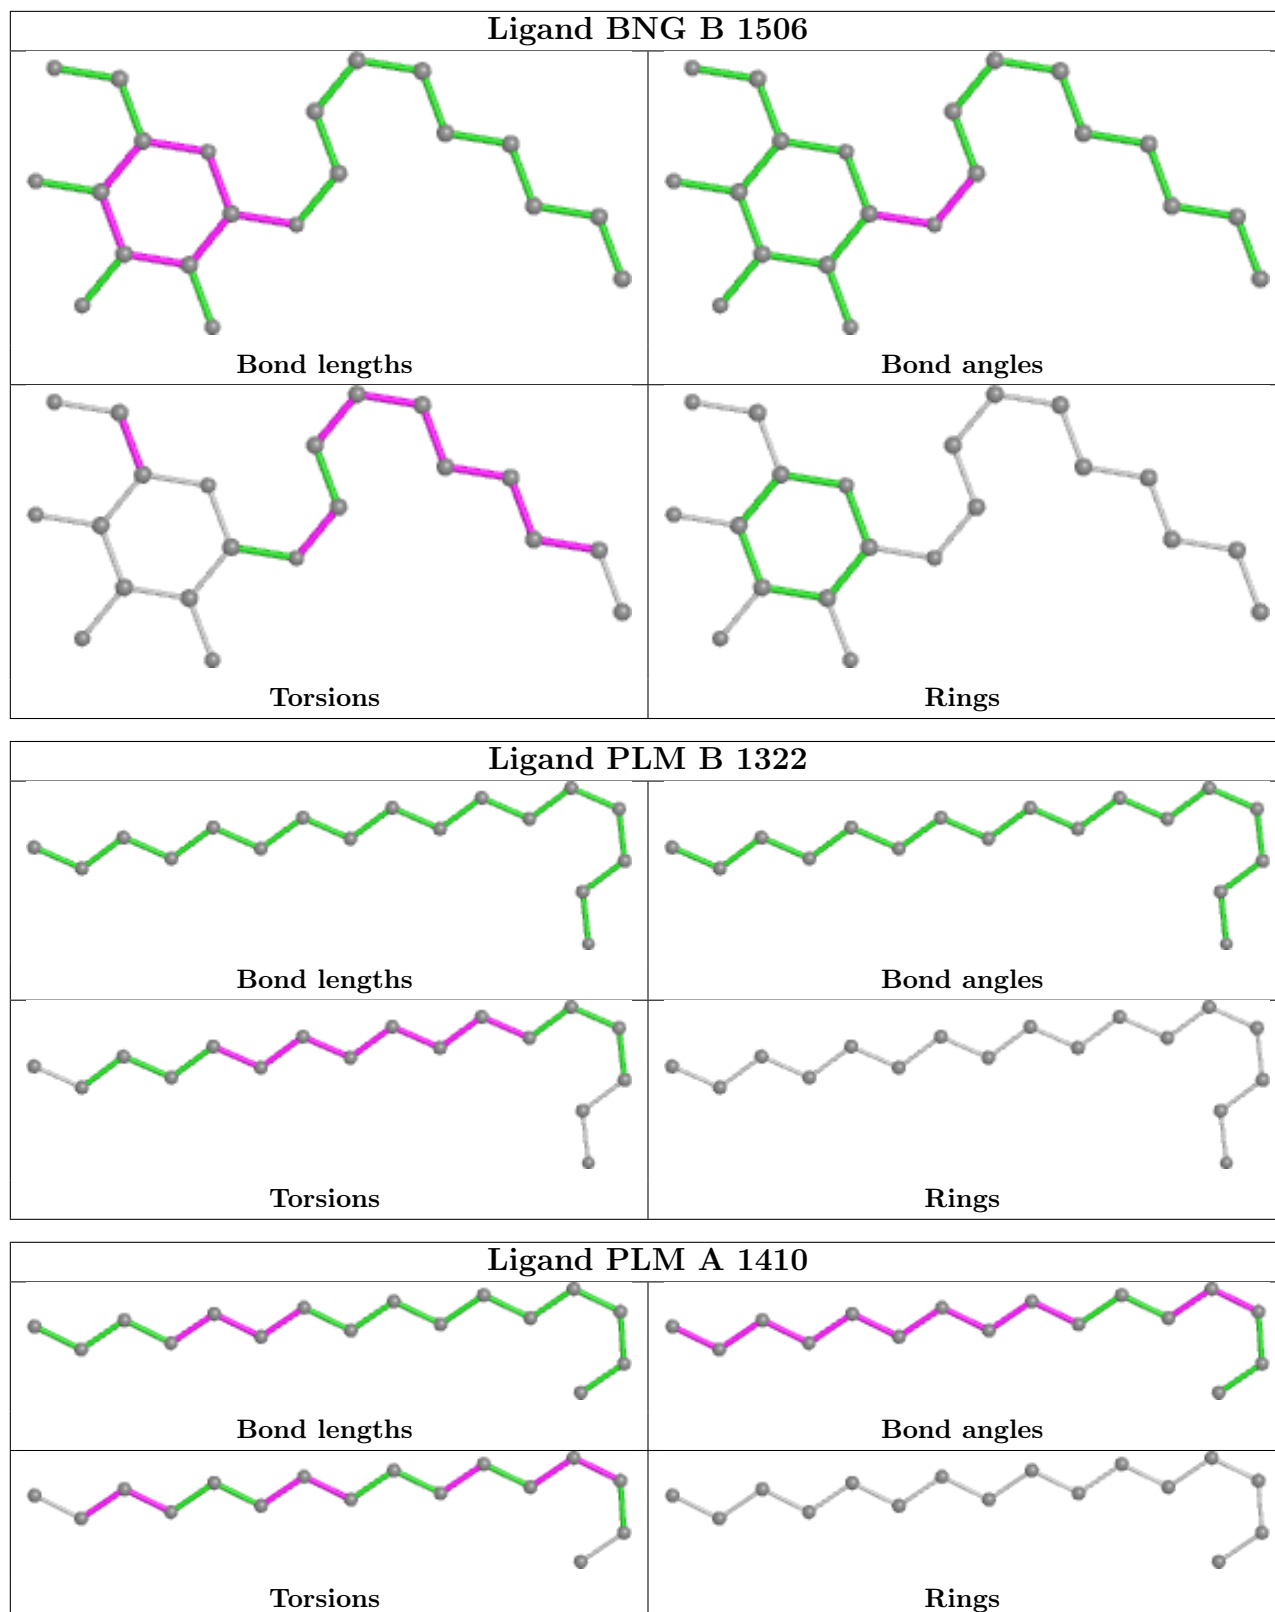 Ligand BNG B 1506
Bond lengths
Bond angles
Torsions
Rings
Ligand PLM B 1322
Bond lengths
Bond angles
Torsions
Rings
Ligand PLM A 1410
Bond lengths
Bond angles
Torsions
Rings